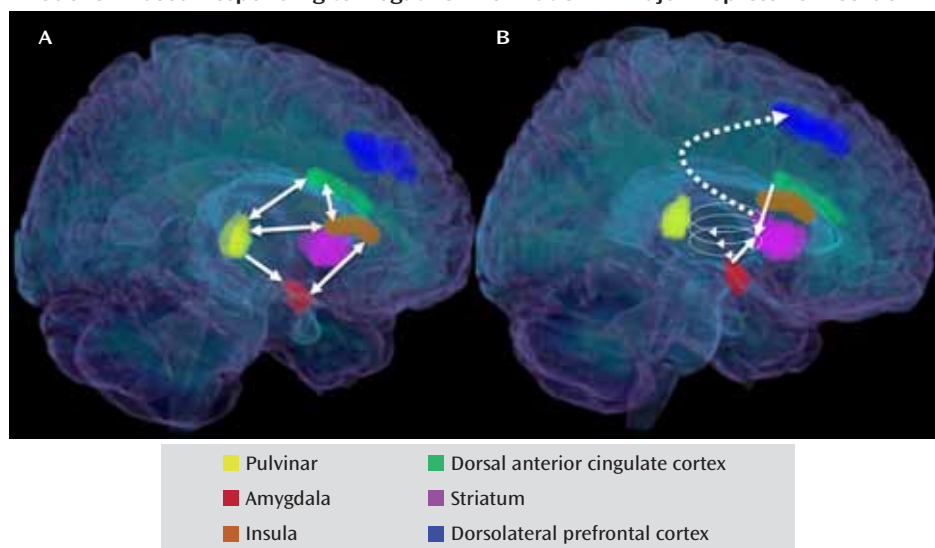 A
B
Pulvinar
Amygdala
Insula
Dorsal anterior cingulate cortex
Striatum
Dorsolateral prefrontal cortex